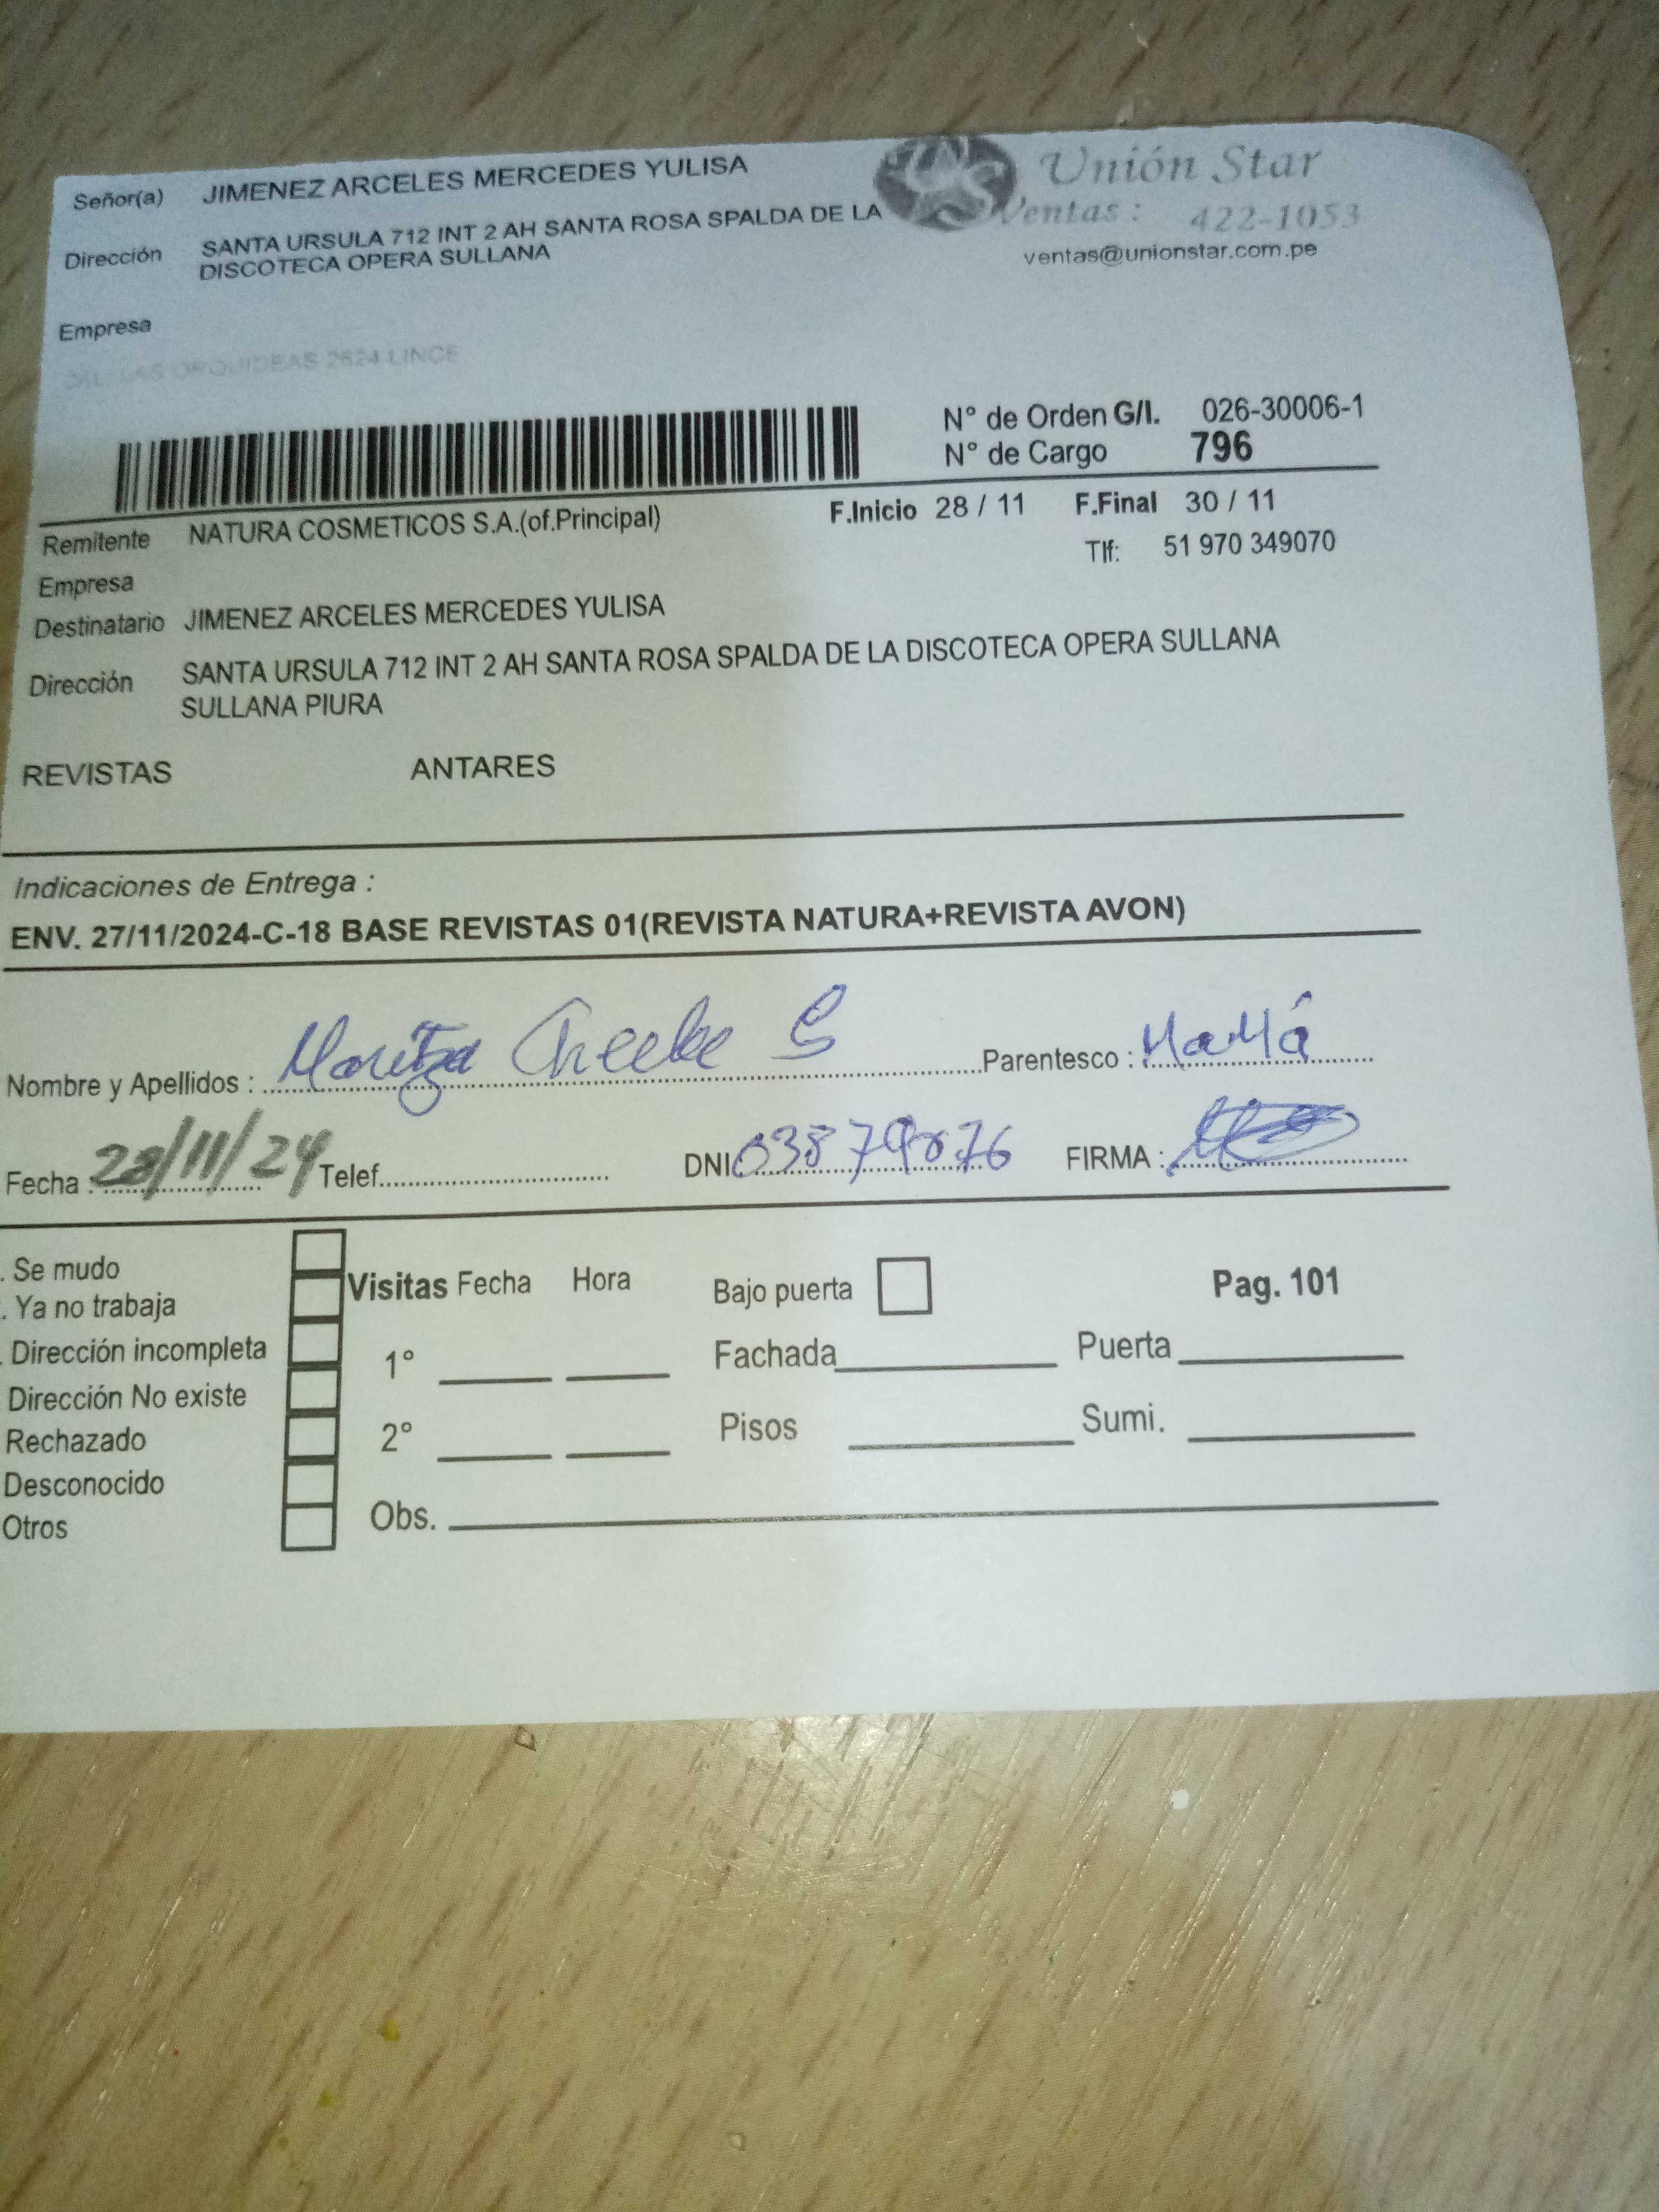 Señor(a) JIMENEZ ARCELES MERCEDES YULISA
Unión Star
Ventas : 422-1053
ventas@unionstar.com.pe
Dirección SANTA URSULA 712 INT 2 AH SANTA ROSA SPALDA DE LA
DISCOTECA OPERA SULLANA
Empresa
ORQUIDEAS 2624 LINCE
N° de Orden G/I. 026-30006-1
N° de Cargo 796
F.Inicio 28 / 11 F.Final 30 / 11
Remitente NATURA COSMETICOS S.A.(of.Principal)
Tlf: 51 970 349070
Empresa
Destinatario JIMENEZ ARCELES MERCEDES YULISA
Dirección SANTA URSULA 712 INT 2 AH SANTA ROSA SPALDA DE LA DISCOTECA OPERA SULLANA
SULLANA PIURA
REVISTAS ANTARES
Indicaciones de Entrega :
ENV. 27/11/2024-C-18 BASE REVISTAS 01(REVISTA NATURA+REVISTA AVON)
Nombre y Apellidos : Maritza Parentesco : MaMá
Fecha : 28/11/24 Telef. DNI FIRMA :
. Se mudo
. Ya no trabaja
. Dirección incompleta
Dirección No existe
Rechazado
Desconocido
Otros
Visitas Fecha Hora
1°
2°
Obs.
Bajo puerta Pag. 101
Fachada Puerta
Pisos Sumi.